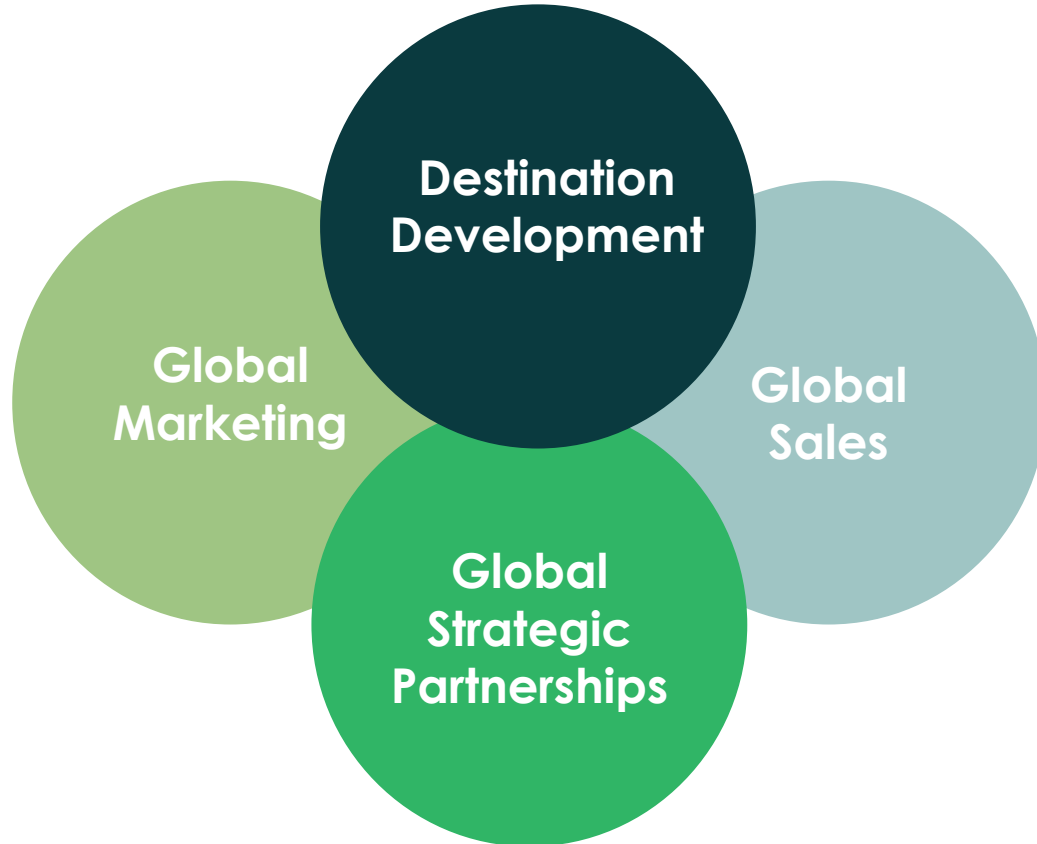 Destination
Development
Global
Marketing
Global
Sales
Global
Strategic
Partnerships